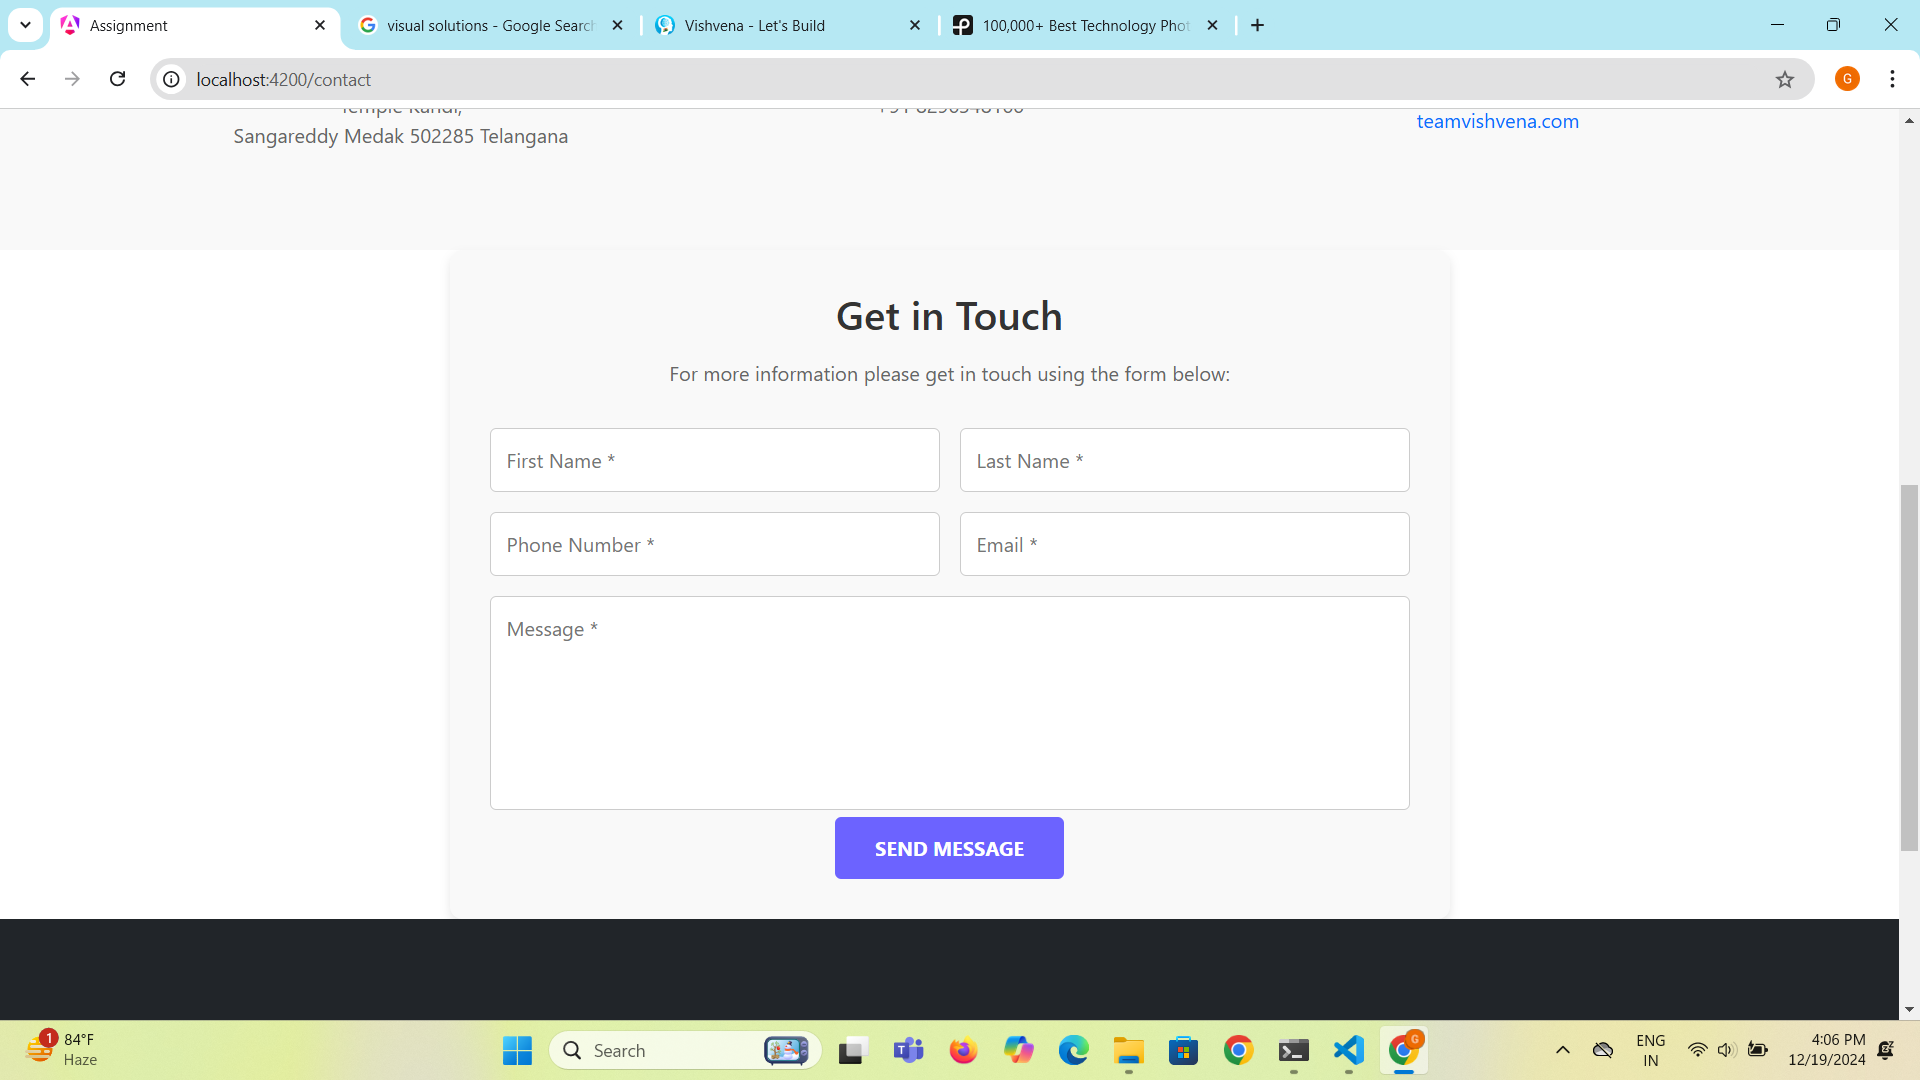 Assignment
visual solutions - Google Search
Vishvena - Let's Build
100,000+ Best Technology Phot
localhost:4200/contact
Sangareddy Medak 502285 Telangana
teamvishvena.com
Get in Touch
For more information please get in touch using the form below:
First Name *
Last Name *
Phone Number *
Email *
Message *
SEND MESSAGE
1
84°F
Haze
Search
G
G
ENG
IN
4:06 PM
12/19/2024